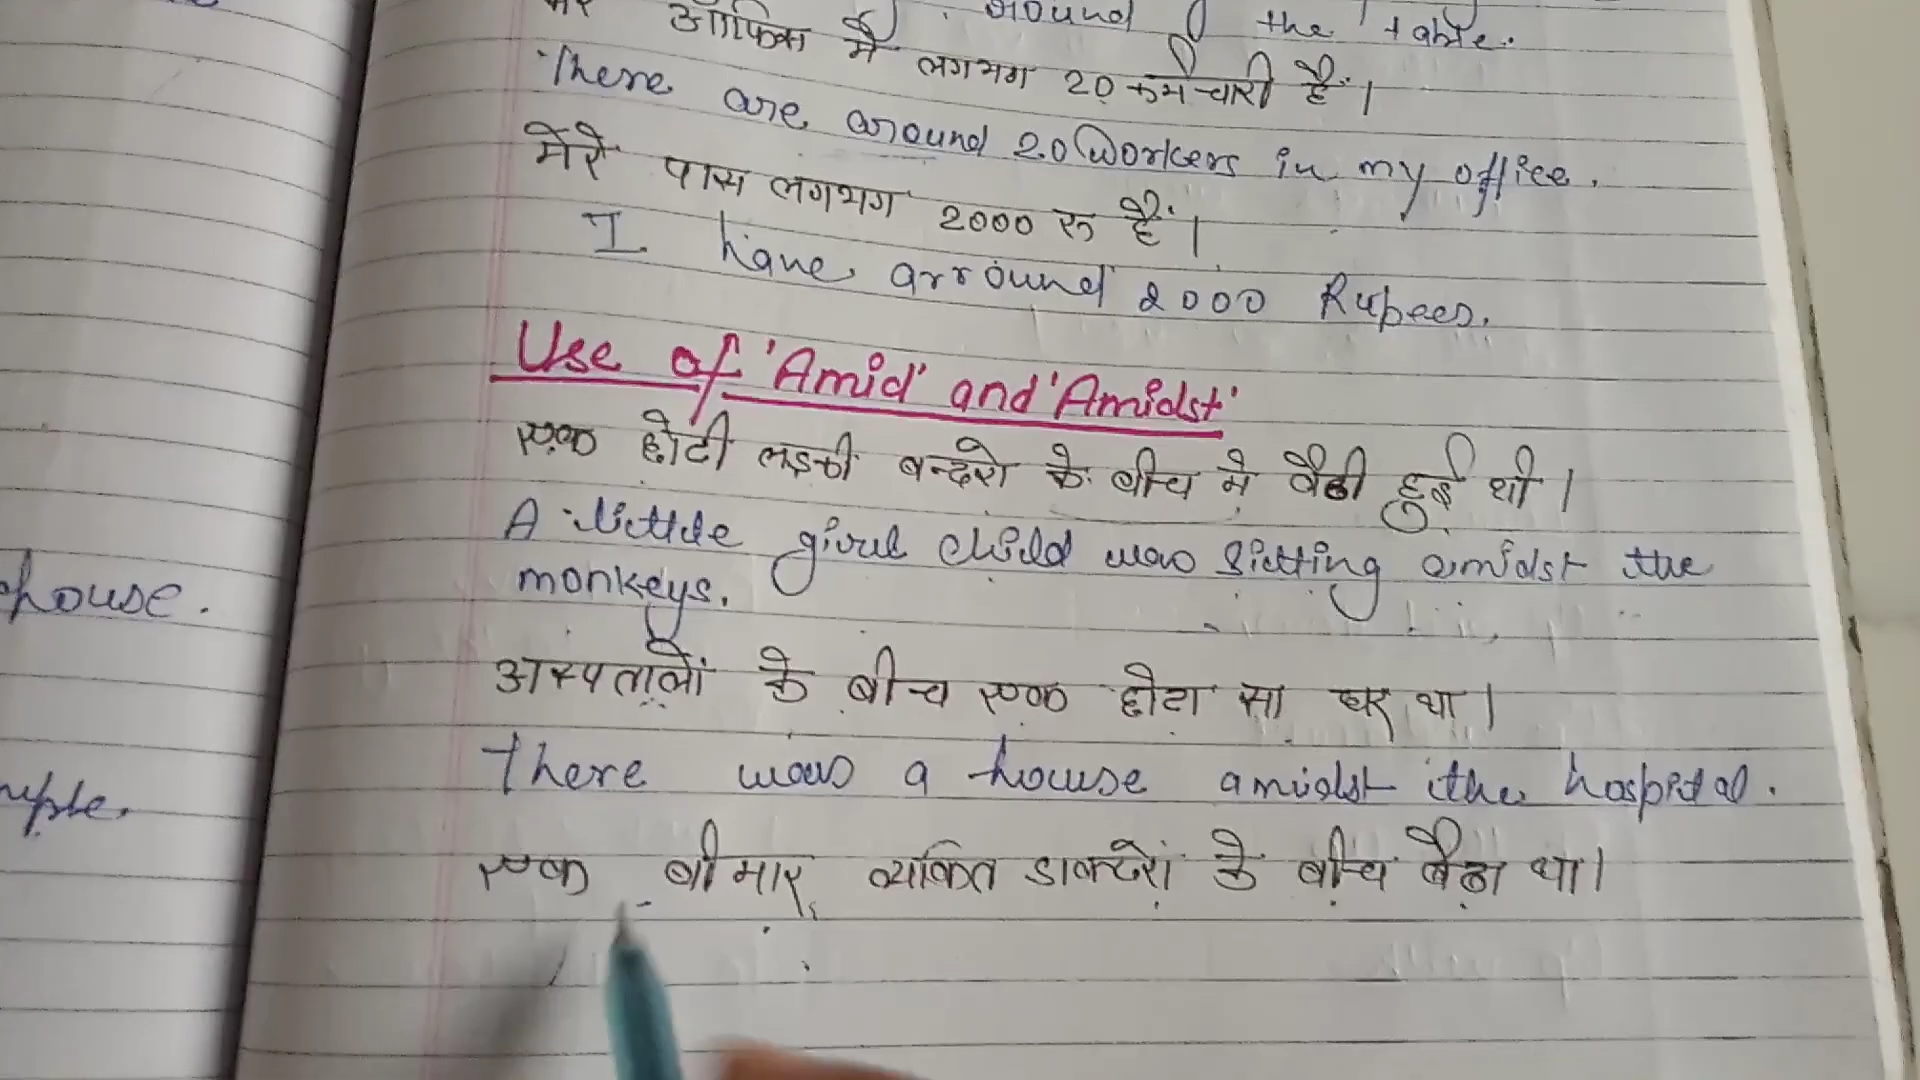 ऑफिस में लगभग 20 कर्मचारी हैं।
around the table.
There are around 20 Workers in my office.
मेरे पास लगभग 2000 रु हैं।
I have arround 2000 Rupees.
Use of 'Amid' and 'Amidst'
एक छोटी लड़की बन्दरो के बीच मे बैठी हुई थी।
A little girl child was sitting amidst the
monkeys.
अस्पतालों के बीच एक छोटा सा घर था।
There was a house amidst the hospital.
एक बीमार व्यक्ति डाक्टरों के बीच बैठा था।
house.